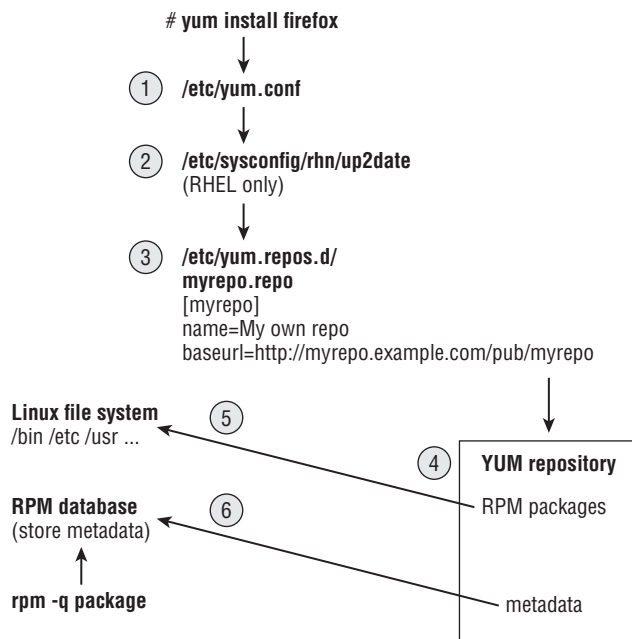 # yum install firefox
1 /etc/yum.conf
2 /etc/sysconfig/rhn/up2date
(RHEL only)
3 /etc/yum.repos.d/
myrepo.repo
[myrepo]
name=My own repo
baseurl=http://myrepo.example.com/pub/myrepo
Linux file system
/bin /etc /usr ...
5
4 YUM repository
RPM packages
RPM database
(store metadata)
6
rpm -q package
metadata